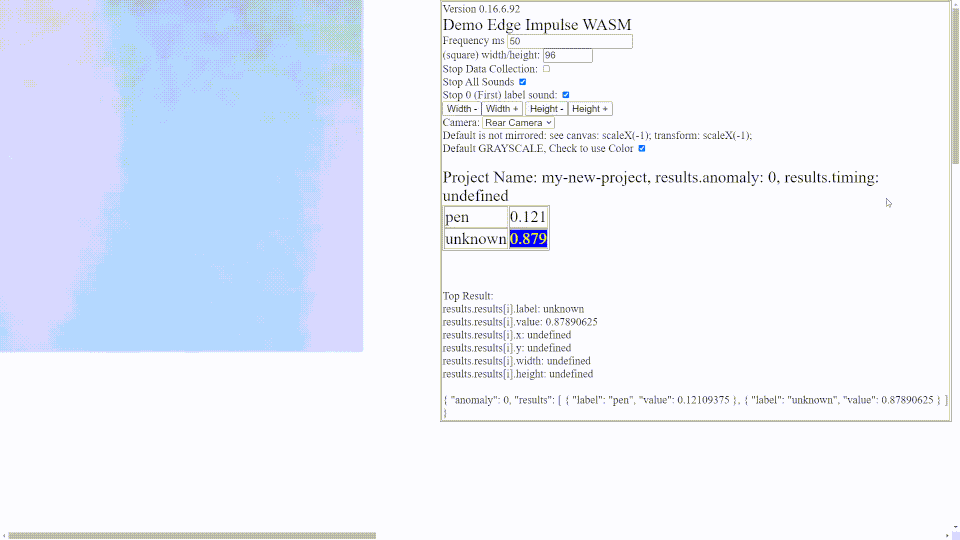 Version 0.16.6.92
Demo Edge Impulse WASM
Frequency ms 50
(square) width/height: 96
Stop Data Collection:
Stop All Sounds
Stop 0 (First) label sound:
Width - Width + Height - Height +
Camera: Rear Camera
Default is not mirrored: see canvas: scaleX(-1); transform: scaleX(-1);
Default GRAYSCALE, Check to use Color
Project Name: my-new-project, results.anomaly: 0, results.timing:
undefined
pen 0.121
unknown 0.879
Top Result:
results.results[i].label: unknown
results.results[i].value: 0.87890625
results.results[i].x: undefined
results.results[i].y: undefined
results.results[i].width: undefined
results.results[i].height: undefined
{ "anomaly": 0, "results": [ { "label": "pen", "value": 0.12109375 }, { "label": "unknown", "value": 0.87890625 } ]
}